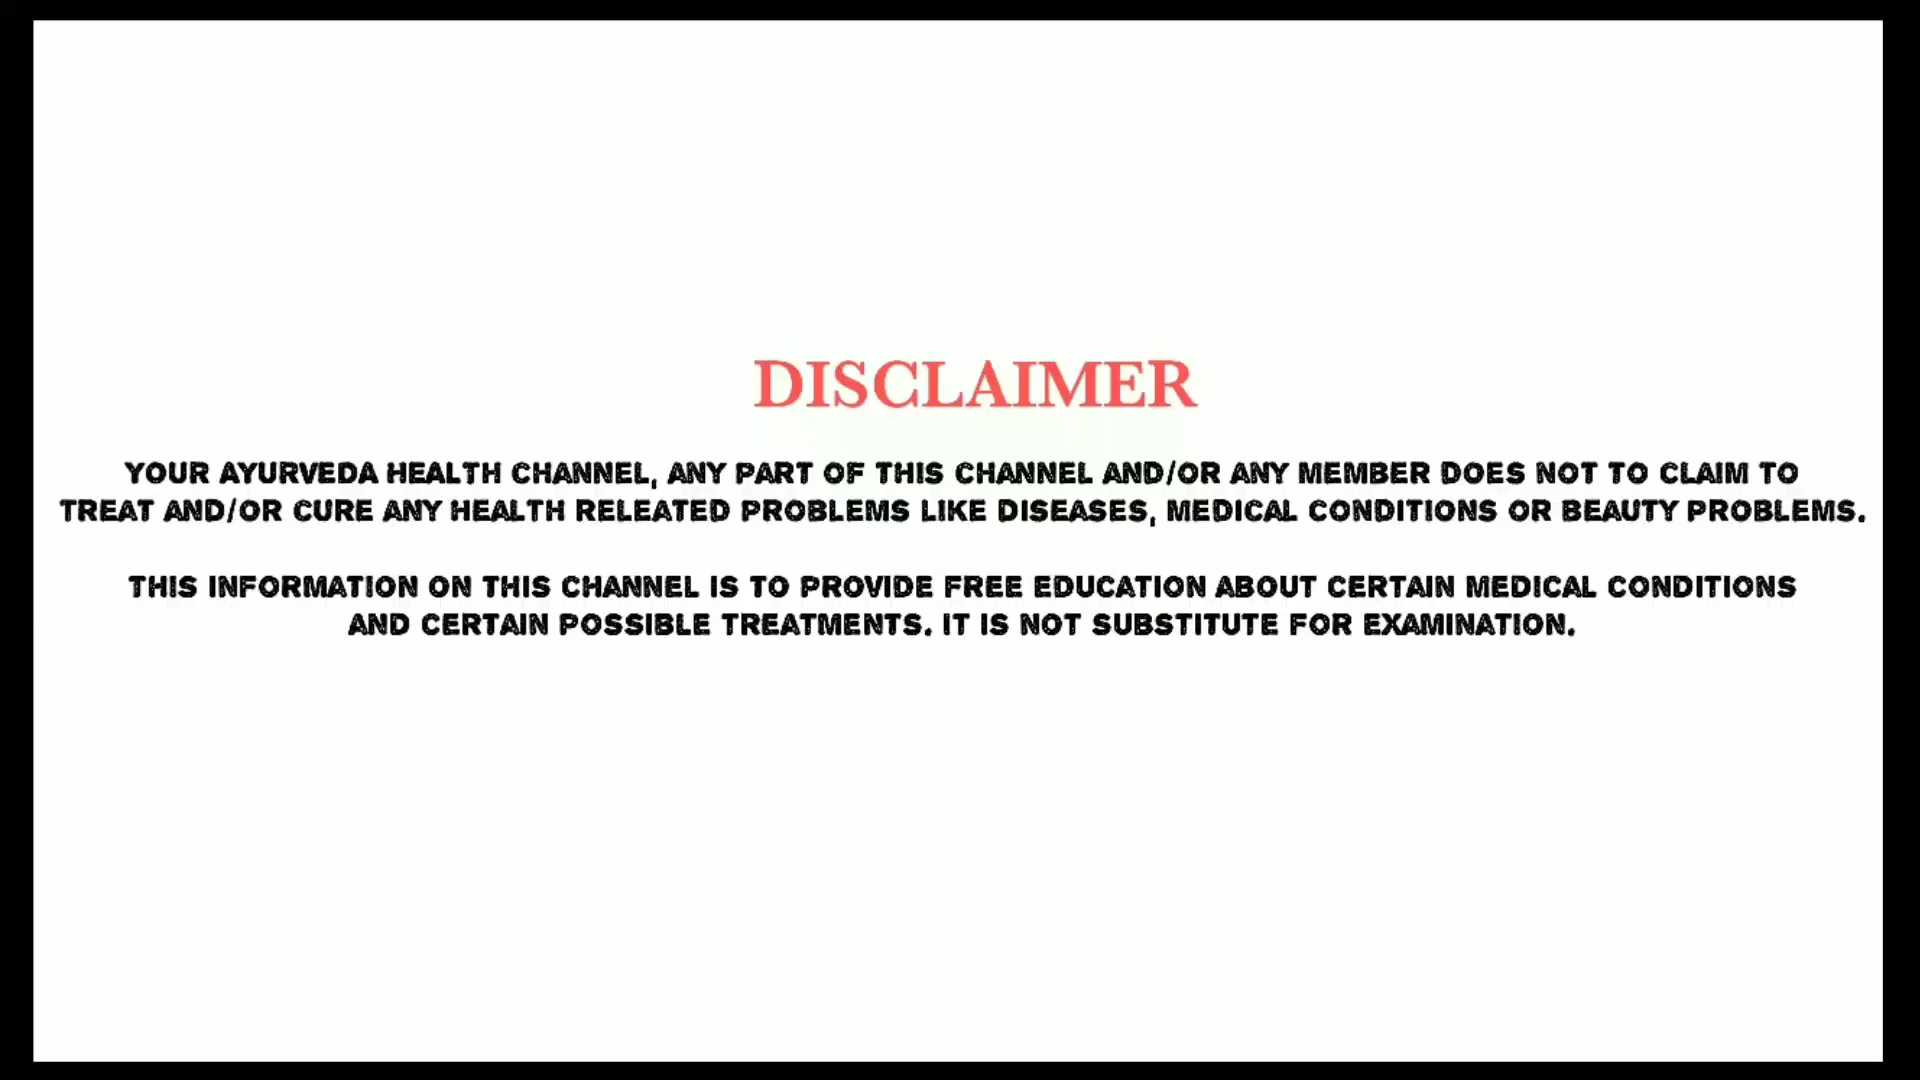 DISCLAIMER
YOUR AYURVEDA HEALTH CHANNEL, ANY PART OF THIS CHANNEL AND/OR ANY MEMBER DOES NOT TO CLAIM TO
TREAT AND/OR CURE ANY HEALTH RELEATED PROBLEMS LIKE DISEASES, MEDICAL CONDITIONS OR BEAUTY PROBLEMS.
THIS INFORMATION ON THIS CHANNEL IS TO PROVIDE FREE EDUCATION ABOUT CERTAIN MEDICAL CONDITIONS
AND CERTAIN POSSIBLE TREATMENTS. IT IS NOT SUBSTITUTE FOR EXAMINATION.